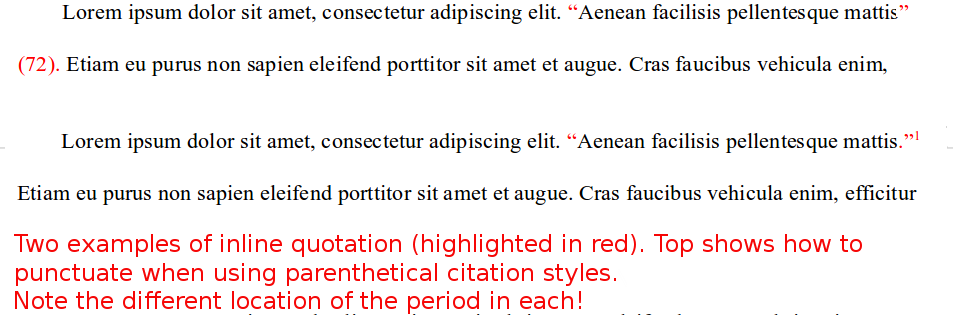 Lorem ipsum dolor sit amet, consectetur adipiscing elit. “Aenean facilisis pellentesque mattis”
(72). Etiam eu purus non sapien eleifend porttitor sit amet et augue. Cras faucibus vehicula enim,
Lorem ipsum dolor sit amet, consectetur adipiscing elit. “Aenean facilisis pellentesque mattis.”¹
Etiam eu purus non sapien eleifend porttitor sit amet et augue. Cras faucibus vehicula enim, efficitur
Two examples of inline quotation (highlighted in red). Top shows how to
punctuate when using parenthetical citation styles.
Note the different location of the period in each!